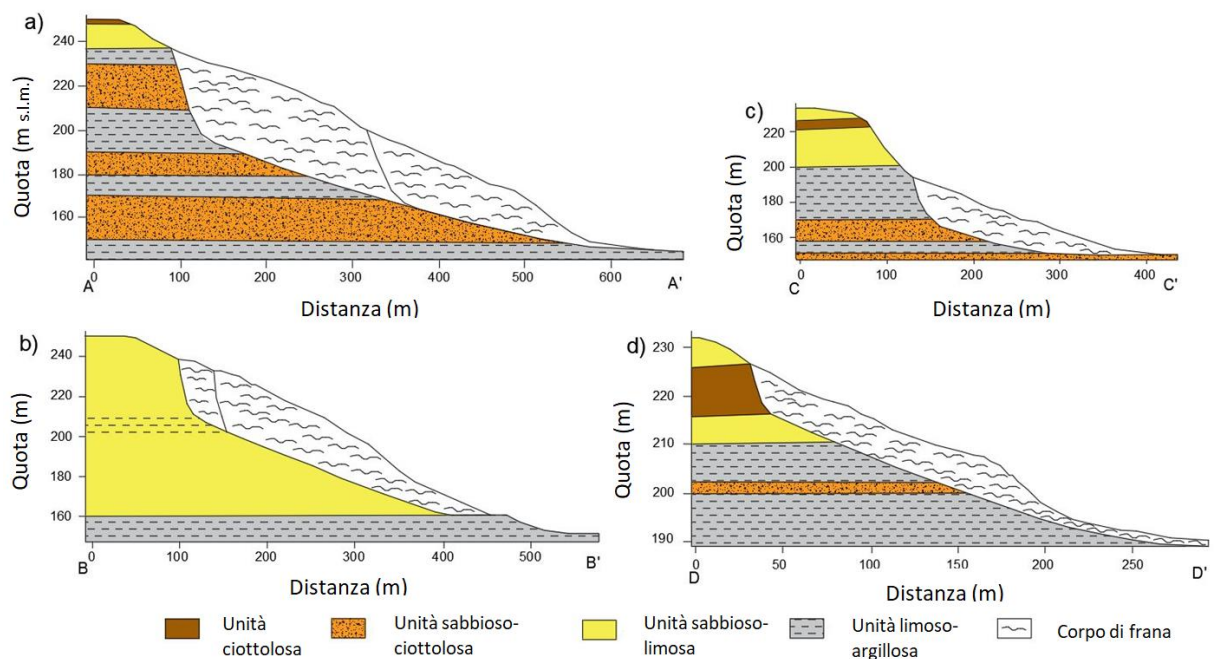 a)
240
220
200
180
160
Quota (m s.l.m.)
0 100 200 300 400 500 600
A A'
Distanza (m)
c)
220
200
180
160
Quota (m)
0 100 200 300 400
C C'
Distanza (m)
b)
240
220
200
180
160
Quota (m)
0 100 200 300 400 500
B B'
Distanza (m)
d)
230
220
210
200
190
Quota (m)
0 50 100 150 200 250
D D'
Distanza (m)
Unità
ciottolosa
Unità sabbioso-
ciottolosa
Unità sabbioso-
limosa
Unità limoso-
argillosa
Corpo di frana